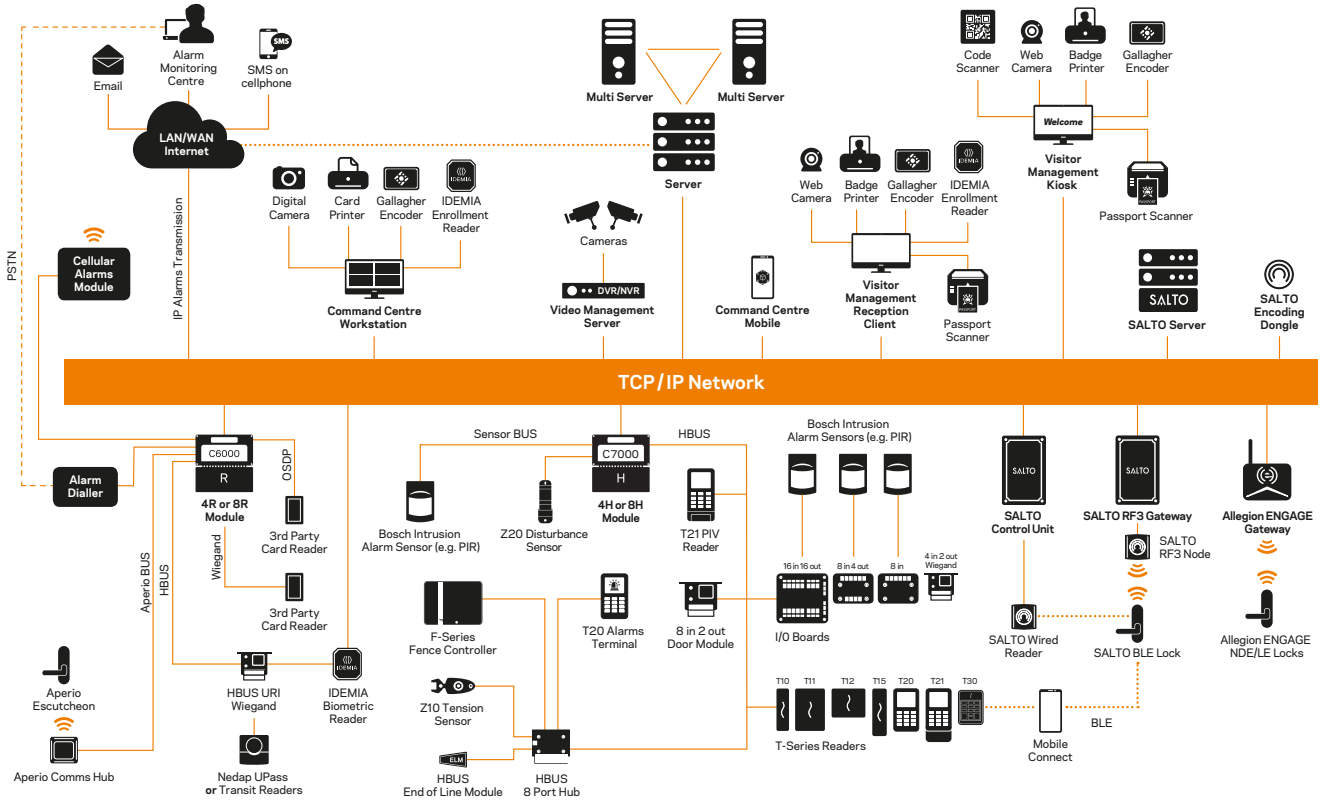 Email
Alarm
Monitoring
Centre
SMS
SMS on
cellphone
LAN/WAN
Internet
PSTN
IP Alarms Transmission
Cellular
Alarms
Module
Digital
Camera
Card
Printer
Gallagher
Encoder
IDEMIA
IDEMIA
Enrollment
Reader
Command Centre
Workstation
Multi Server
Multi Server
Server
Cameras
DVR/NVR
Video Management
Server
Command Centre
Mobile
Web
Camera
Badge
Printer
Gallagher
Encoder
IDEMIA
IDEMIA
Enrollment
Reader
Visitor
Management
Reception
Client
PASSPORT
Passport
Scanner
Code
Scanner
Web
Camera
Badge
Printer
Gallagher
Encoder
Welcome
Visitor
Management
Kiosk
PASSPORT
Passport Scanner
SALTO
SALTO Server
SALTO
Encoding
Dongle
TCP/IP Network
C6000
R
4R or 8R
Module
Alarm
Dialler
OSDP
3rd Party
Card Reader
Wiegand
3rd Party
Card Reader
Aperio BUS
HBUS
Aperio
Escutcheon
Aperio Comms Hub
HBUS URI
Wiegand
IDEMIA
IDEMIA
Biometric
Reader
Nedap UPass
or Transit Readers
Sensor BUS
HBUS
C7000
H
4H or 8H
Module
Bosch Intrusion
Alarm Sensor (e.g. PIR)
Z20 Disturbance
Sensor
T21 PIV
Reader
F-Series
Fence Controller
T20 Alarms
Terminal
8 in 2 out
Door Module
Z10 Tension
Sensor
ELM
HBUS
End of Line Module
HBUS
8 Port Hub
Bosch Intrusion
Alarm Sensors (e.g. PIR)
16 in 16 out
8 in 4 out
8 in
4 in 2 out
Wiegand
I/O Boards
T10
T11
T12
T15
T20
T21
T30
T-Series Readers
Mobile
Connect
BLE
SALTO
SALTO
Control Unit
SALTO
SALTO RF3 Gateway
SALTO
RF3 Node
SALTO Wired
Reader
SALTO BLE Lock
Allegion ENGAGE
Gateway
Allegion ENGAGE
NDE/LE Locks